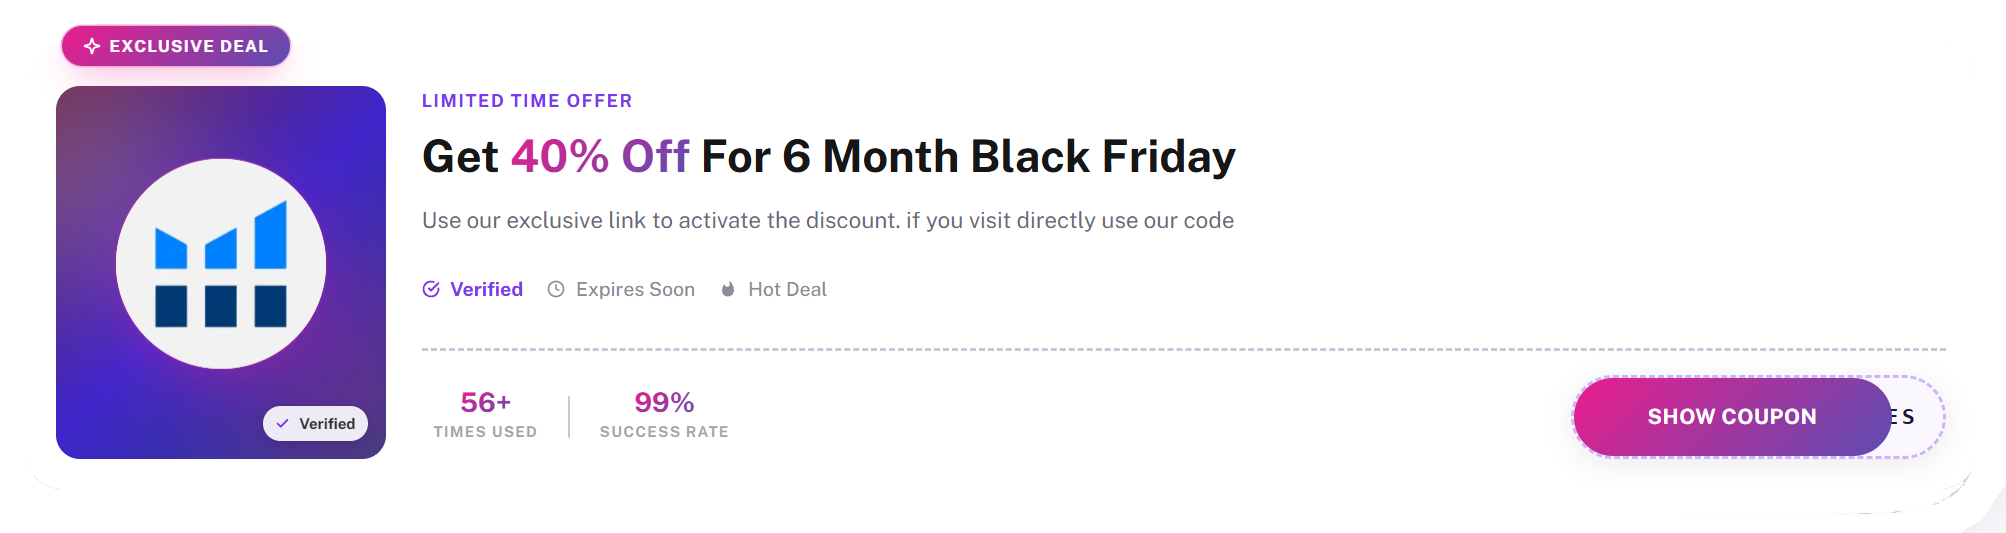 EXCLUSIVE DEAL
LIMITED TIME OFFER
Get 40% Off For 6 Month Black Friday
Use our exclusive link to activate the discount. if you visit directly use our code
Verified Expires Soon Hot Deal
Verified
56+ 99%
TIMES USED SUCCESS RATE
SHOW COUPON ES